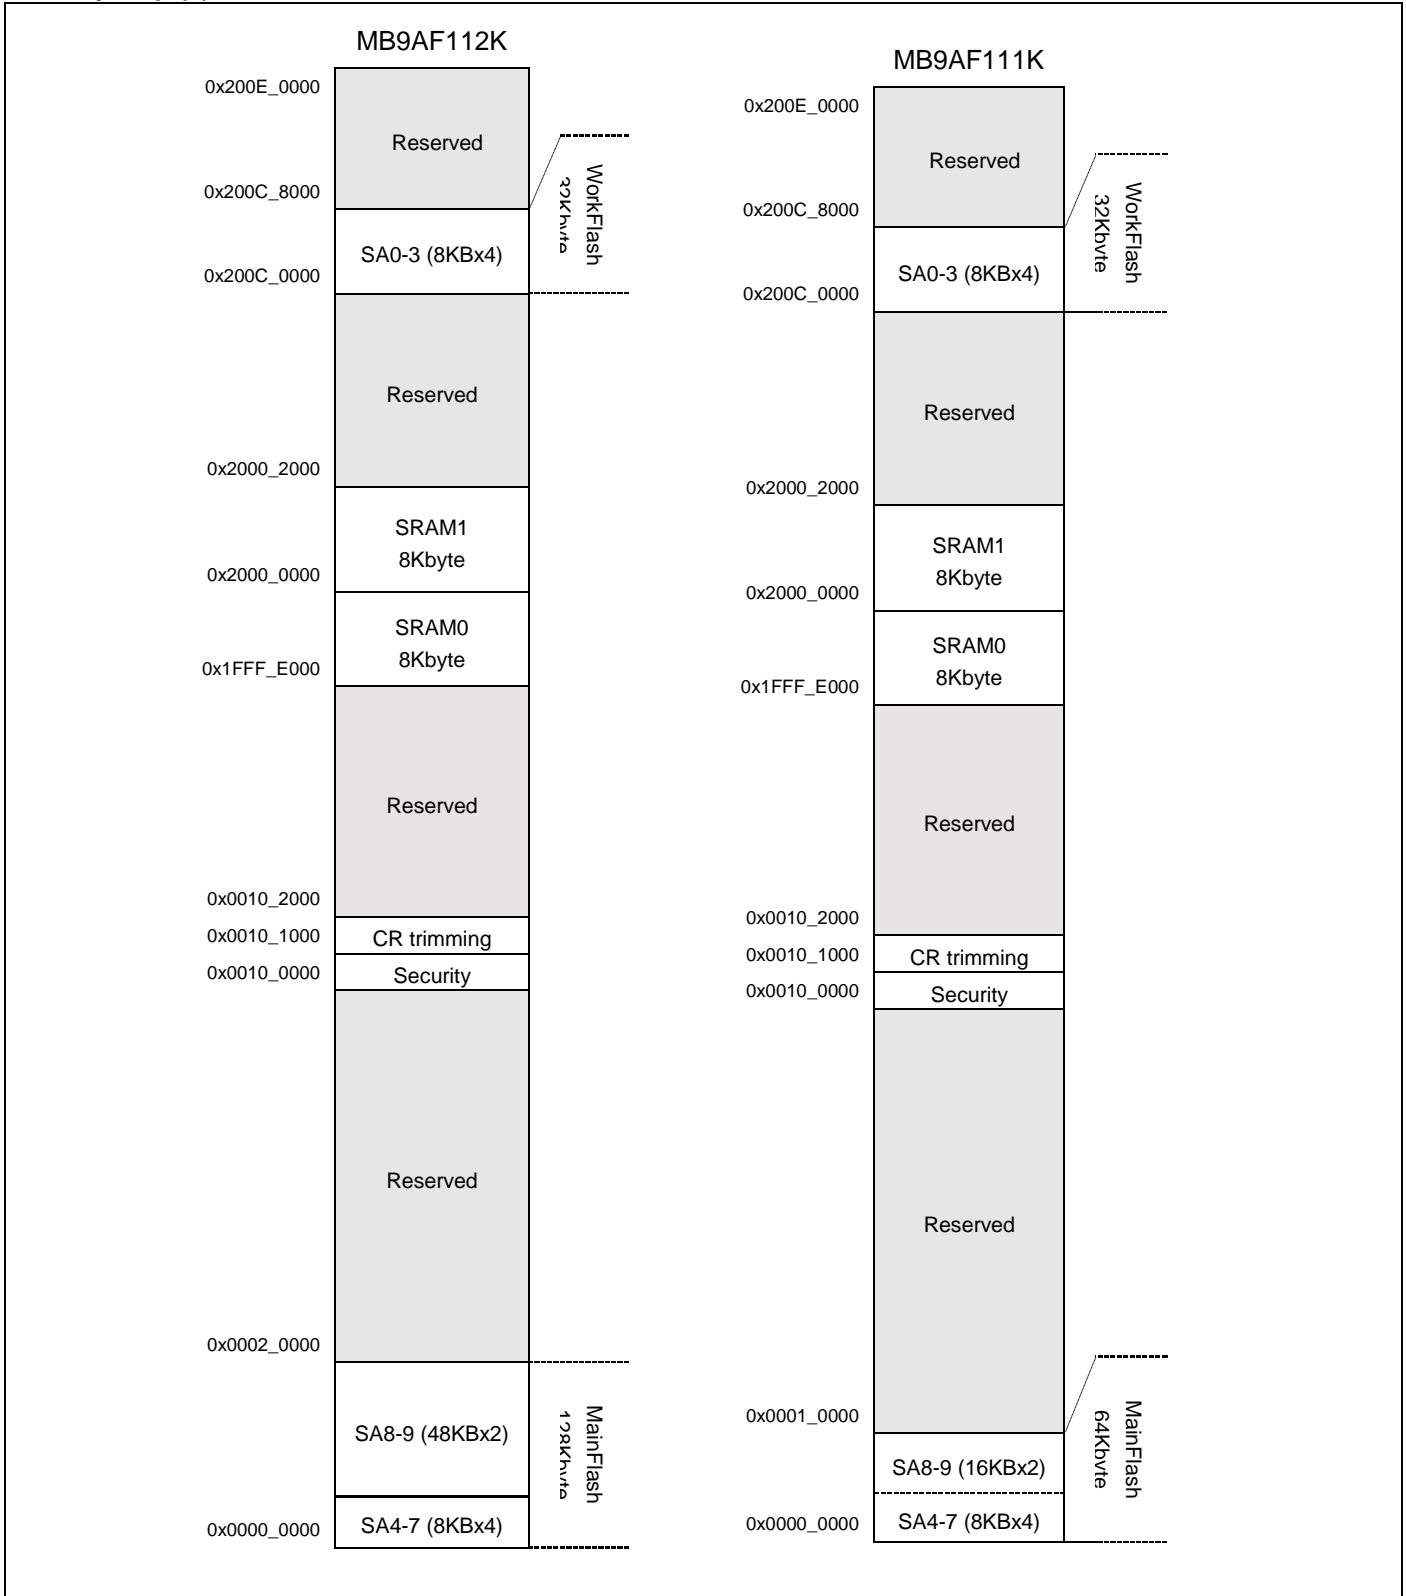 MB9AF112K
0x200E_0000
Reserved
0x200C_8000
SA0-3 (8KBx4)
0x200C_0000
WorkFlash
32Kbyte
Reserved
0x2000_2000
SRAM1
8Kbyte
0x2000_0000
SRAM0
8Kbyte
0x1FFF_E000
Reserved
0x0010_2000
0x0010_1000
CR trimming
0x0010_0000
Security
Reserved
0x0002_0000
SA8-9 (48KBx2)
MainFlash
128Kbyte
0x0000_0000
SA4-7 (8KBx4)
MB9AF111K
0x200E_0000
Reserved
0x200C_8000
SA0-3 (8KBx4)
0x200C_0000
WorkFlash
32Kbyte
Reserved
0x2000_2000
SRAM1
8Kbyte
0x2000_0000
SRAM0
8Kbyte
0x1FFF_E000
Reserved
0x0010_2000
0x0010_1000
CR trimming
0x0010_0000
Security
Reserved
0x0001_0000
SA8-9 (16KBx2)
MainFlash
64Kbyte
0x0000_0000
SA4-7 (8KBx4)